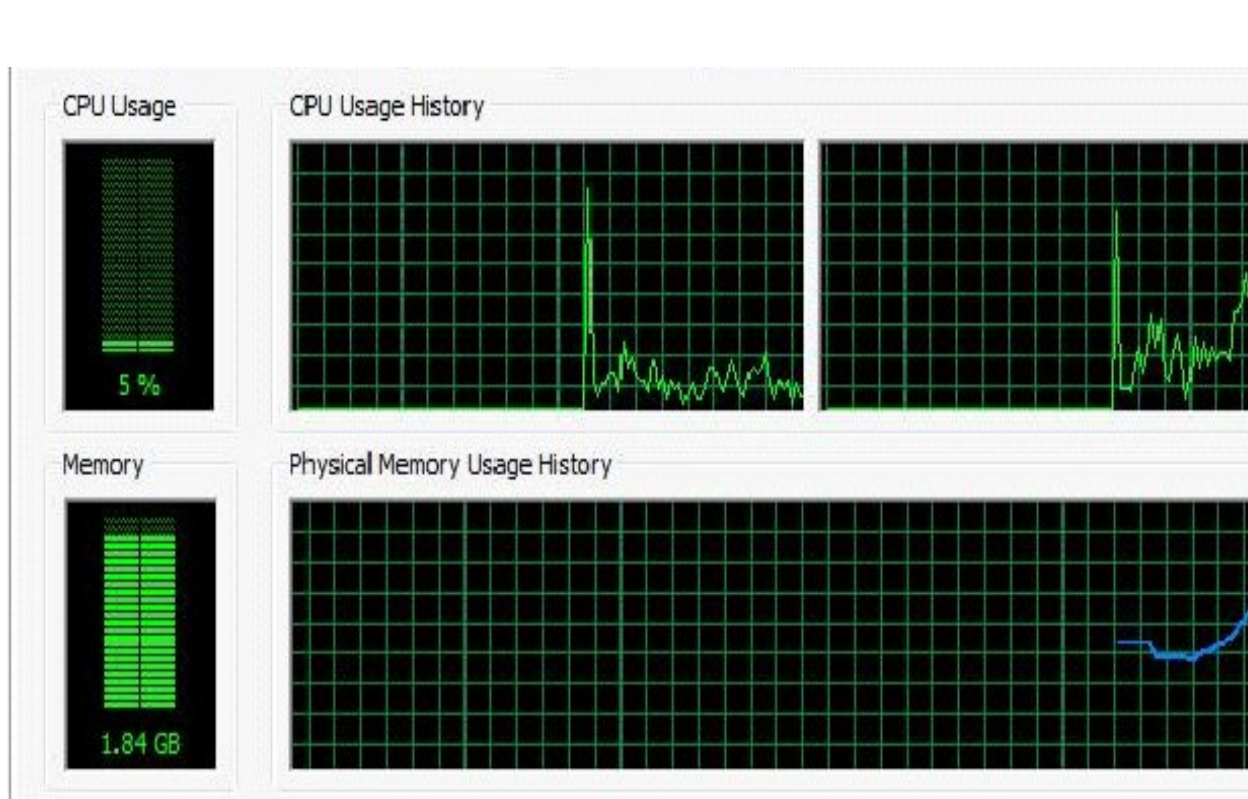 CPU Usage
CPU Usage History
5 %
Memory
Physical Memory Usage History
1.84 GB